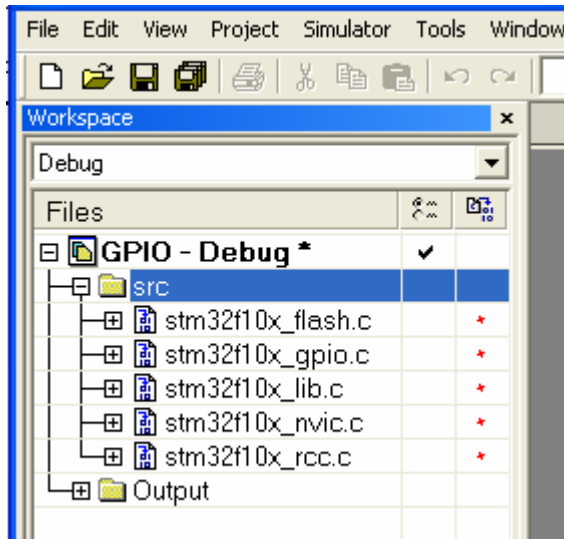 File Edit View Project Simulator Tools Window
Workspace
Debug
Files
GPIO - Debug *
src
stm32f10x_flash.c
stm32f10x_gpio.c
stm32f10x_lib.c
stm32f10x_nvic.c
stm32f10x_rcc.c
Output